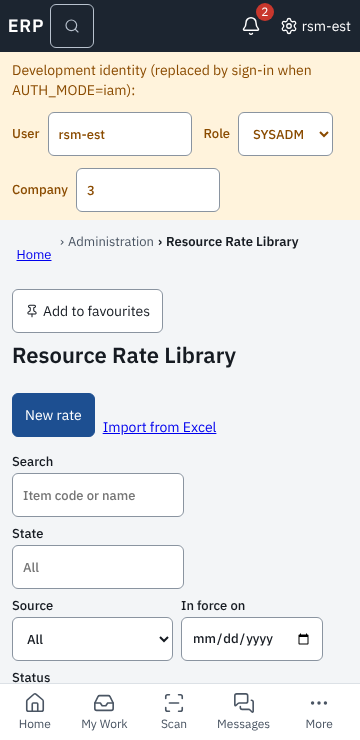 ERP
2
rsm-est
Development identity (replaced by sign-in when
AUTH_MODE=iam):
User
rsm-est
Role
SYSADM
Company
3
Home › Administration › Resource Rate Library
Add to favourites
Resource Rate Library
New rate
Import from Excel
Search
Item code or name
State
All
Source
In force on
All
mm/dd/yyyy
Status
Home
My Work
Scan
Messages
More